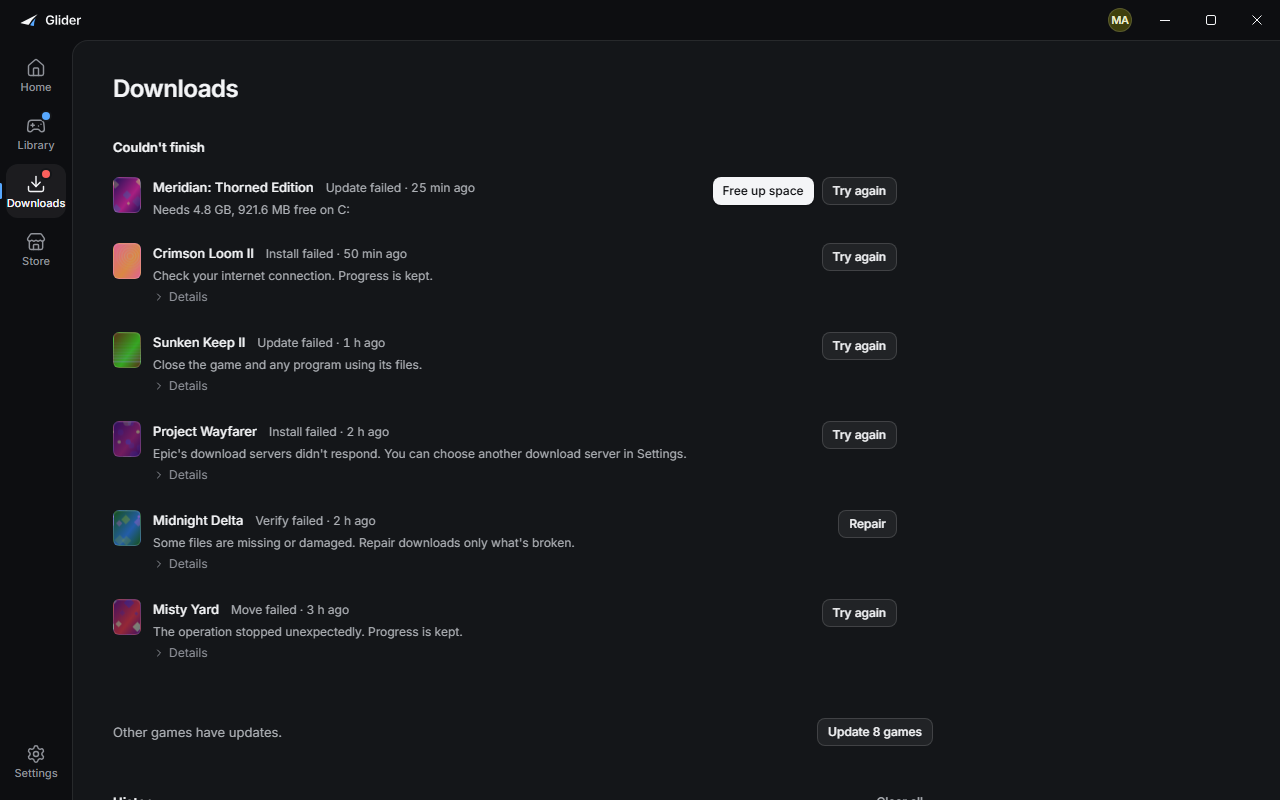 Glider
MA
Home
Library
Downloads
Store
Settings
Downloads
Couldn't finish
Meridian: Thorned Edition Update failed · 25 min ago
Needs 4.8 GB, 921.6 MB free on C:
Free up space
Try again
Crimson Loom II Install failed · 50 min ago
Check your internet connection. Progress is kept.
Details
Try again
Sunken Keep II Update failed · 1 h ago
Close the game and any program using its files.
Details
Try again
Project Wayfarer Install failed · 2 h ago
Epic's download servers didn't respond. You can choose another download server in Settings.
Details
Try again
Midnight Delta Verify failed · 2 h ago
Some files are missing or damaged. Repair downloads only what's broken.
Details
Repair
Misty Yard Move failed · 3 h ago
The operation stopped unexpectedly. Progress is kept.
Details
Try again
Other games have updates.
Update 8 games